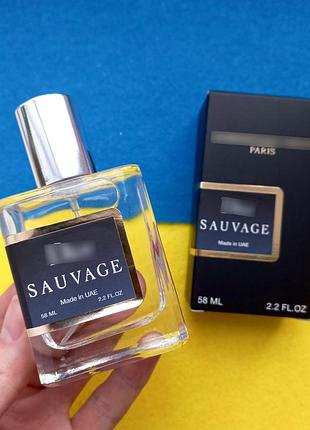 SAUVAGE
Made in UAE
58 ML
2.2 FL.OZ
PARIS
SAUVAGE
Made in UAE
58 ML
2.2 FL.OZ